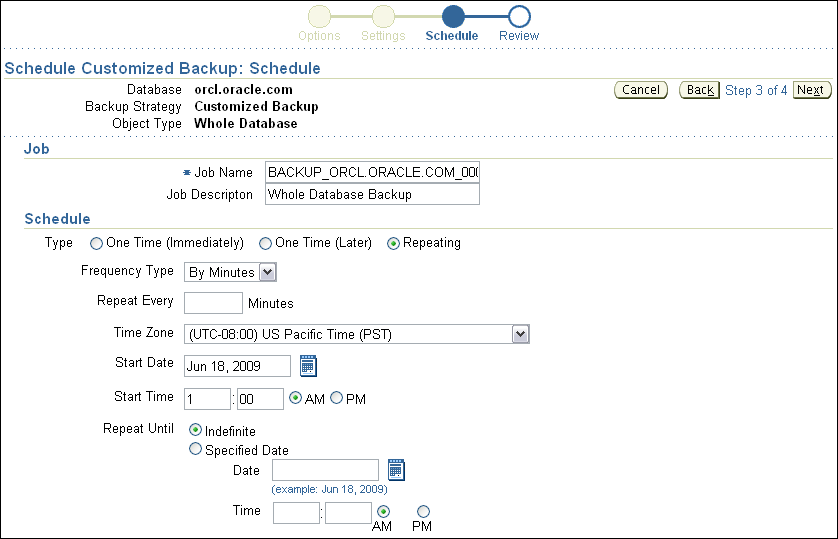 Options Settings Schedule Review
Schedule Customized Backup: Schedule
Database orcl.oracle.com
Backup Strategy Customized Backup
Object Type Whole Database
Cancel Back Step 3 of 4 Next
Job
* Job Name BACKUP_ORCL.ORACLE.COM_000
Job Descripton Whole Database Backup
Schedule
Type One Time (Immediately) One Time (Later) Repeating
Frequency Type By Minutes
Repeat Every Minutes
Time Zone (UTC-08:00) US Pacific Time (PST)
Start Date Jun 18, 2009
Start Time 1 : 00 AM PM
Repeat Until Indefinite
Specified Date
Date
(example: Jun 18, 2009)
Time : AM PM